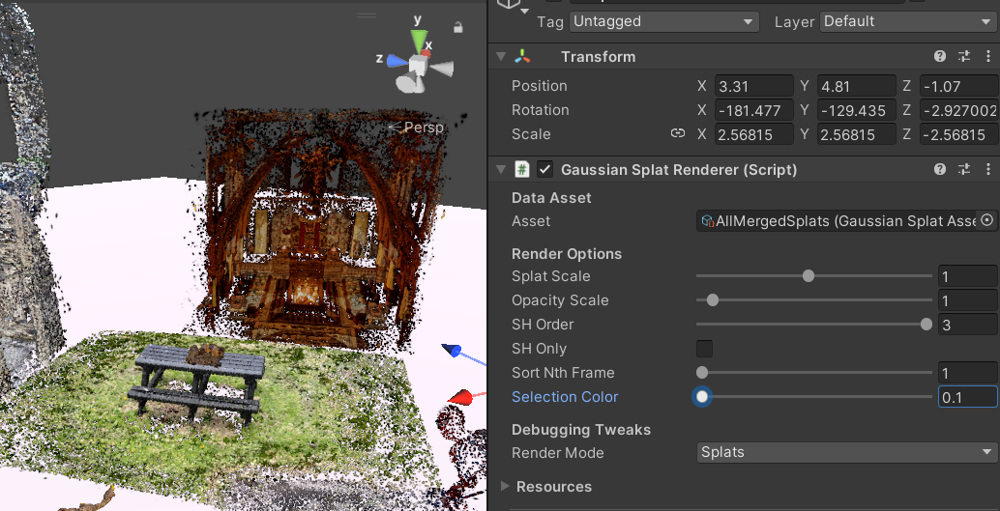 y
x
z
Persp
Tag Untagged Layer Default
Transform
Position X 3.31 Y 4.81 Z -1.07
Rotation X -181.477 Y -129.435 Z -2.927002
Scale X 2.56815 Y 2.56815 Z -2.56815
# Gaussian Splat Renderer (Script)
Data Asset
Asset AllMergedSplats (Gaussian Splat Asse
Render Options
Splat Scale 1
Opacity Scale 1
SH Order 3
SH Only
Sort Nth Frame 1
Selection Color 0.1
Debugging Tweaks
Render Mode Splats
Resources